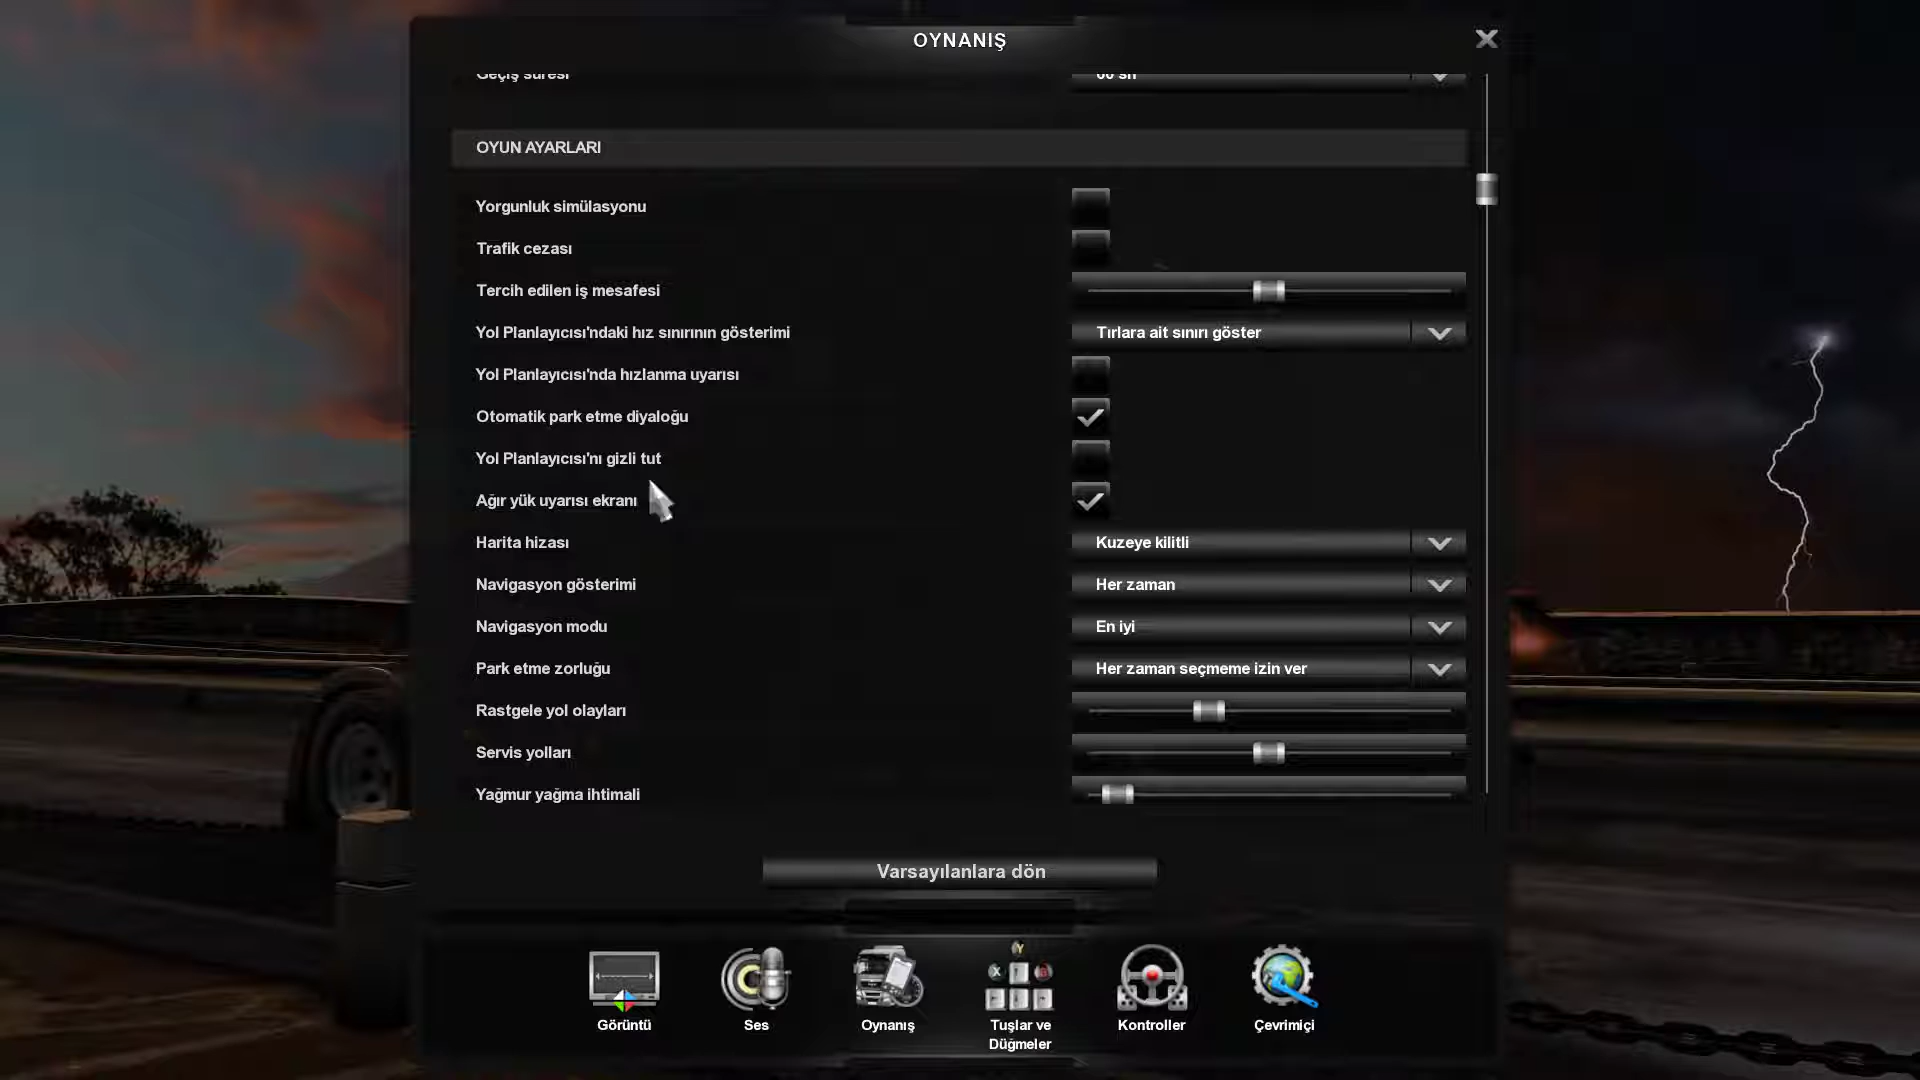 OYNANIŞ
Geçiş süresi
60 sn
OYUN AYARLARI
Yorgunluk simülasyonu
Trafik cezası
Tercih edilen iş mesafesi
Yol Planlayıcısı'ndaki hız sınırının gösterimi
Tırlara ait sınırı göster
Yol Planlayıcısı'nda hızlanma uyarısı
Otomatik park etme diyaloğu
Yol Planlayıcısı'nı gizli tut
Ağır yük uyarısı ekranı
Harita hizası
Kuzeye kilitli
Navigasyon gösterimi
Her zaman
Navigasyon modu
En iyi
Park etme zorluğu
Her zaman seçmeme izin ver
Rastgele yol olayları
Servis yolları
Yağmur yağma ihtimali
Varsayılanlara dön
Y
X
B
Görüntü
Ses
Oynanış
Tuşlar ve
Düğmeler
Kontroller
Çevrimiçi